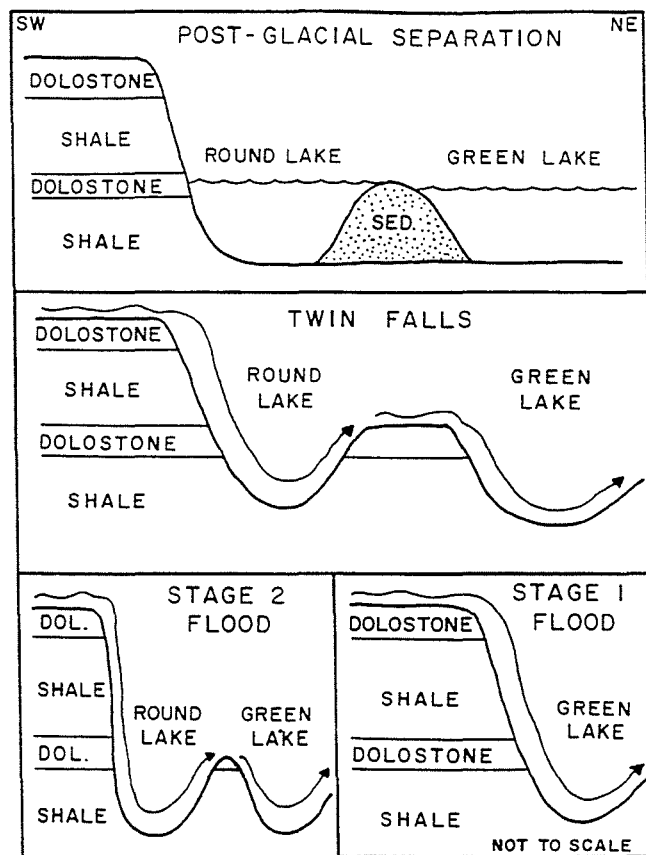 SW
NE
POST-GLACIAL SEPARATION
DOLOSTONE
SHALE
ROUND LAKE
GREEN LAKE
DOLOSTONE
SED.
SHALE
TWIN FALLS
DOLOSTONE
SHALE
ROUND
LAKE
GREEN
LAKE
DOLOSTONE
SHALE
STAGE 2
FLOOD
DOL.
SHALE
ROUND
LAKE
GREEN
LAKE
DOL.
SHALE
STAGE 1
FLOOD
DOLOSTONE
SHALE
GREEN
LAKE
DOLOSTONE
SHALE
NOT TO SCALE